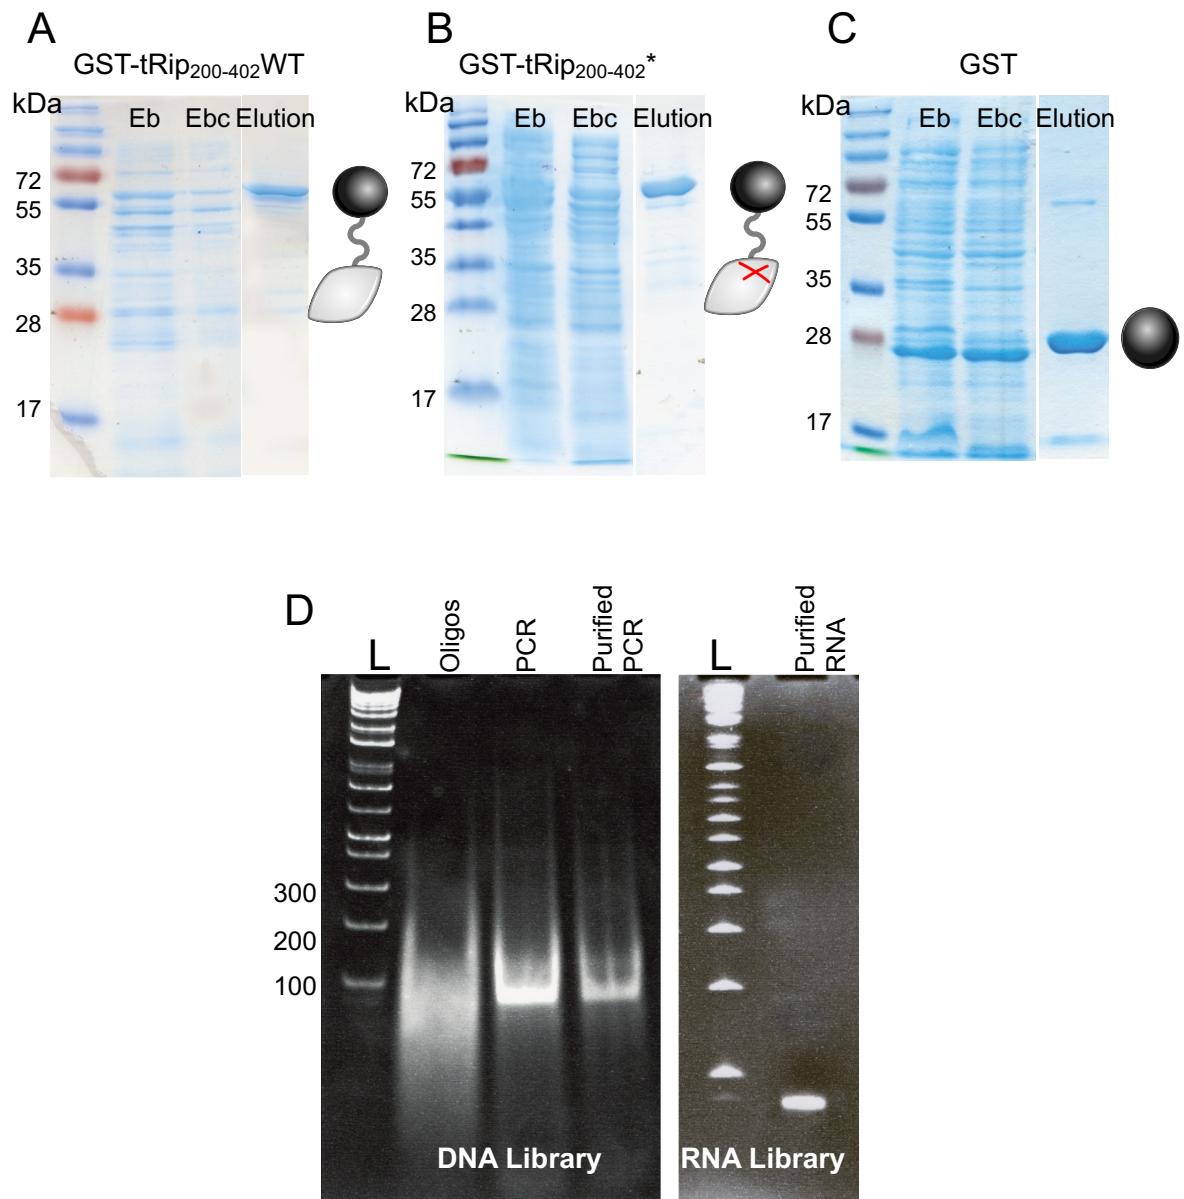 A
GST-tRip200-402WT
kDa
Eb Ebc Elution
72
55
35
28
17
B
GST-tRip200-402*
kDa
Eb Ebc Elution
72
55
35
28
17
C
GST
kDa
Eb Ebc Elution
72
55
35
28
17
D
L
Oligos
PCR
Purified
PCR
L
Purified
RNA
300
200
100
DNA Library
RNA Library